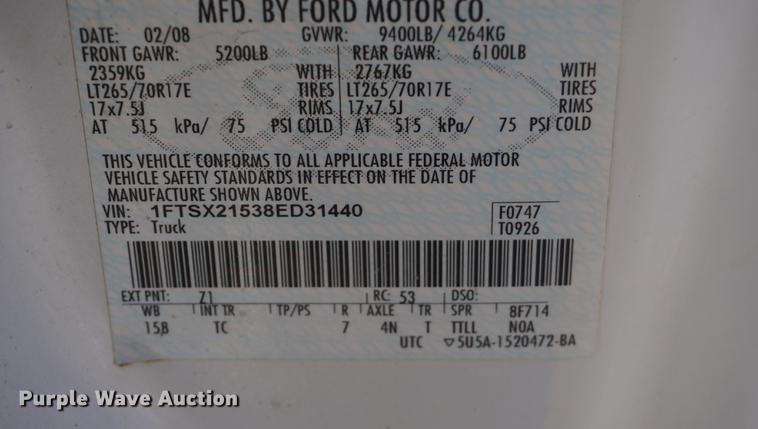 MFD. BY FORD MOTOR CO.
DATE: 02/08 GVWR: 9400LB/ 4264KG
FRONT GAWR: 5200LB REAR GAWR: 6100LB
2359KG WITH 2767KG WITH
LT265/70R17E TIRES LT265/70R17E TIRES
17x7.5J RIMS 17x7.5J RIMS
AT 515 kPa/ 75 PSI COLD AT 515 kPa/ 75 PSI COLD
THIS VEHICLE CONFORMS TO ALL APPLICABLE FEDERAL MOTOR
VEHICLE SAFETY STANDARDS IN EFFECT ON THE DATE OF
MANUFACTURE SHOWN ABOVE.
VIN: 1FTSX21538ED31440 F0747
TYPE: Truck T0926
EXT PNT: Z1 RC: 53 DSO:
WB INT TR TP/PS R AXLE TR SPR 8F714
158 TC 7 4N T TTLL NOA
UTC ▽5U5A-1520472-BA
Purple Wave Auction